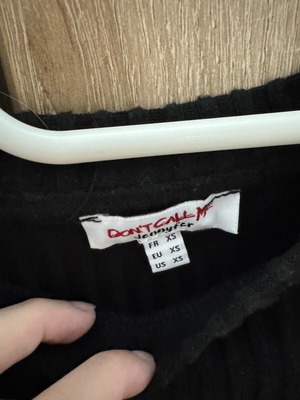 DON'T CALL ME
Jennyfer
FR XS
EU XS
US XS